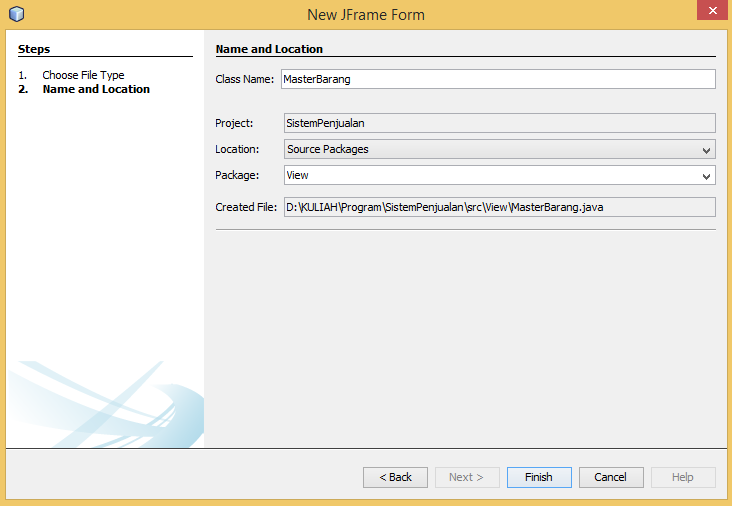 New JFrame Form
Steps
1. Choose File Type
2. Name and Location
Name and Location
Class Name: MasterBarang
Project: SistemPenjualan
Location: Source Packages
Package: View
Created File: D:\KULIAH\Program\SistemPenjualan\src\View\MasterBarang.java
< Back Next > Finish Cancel Help